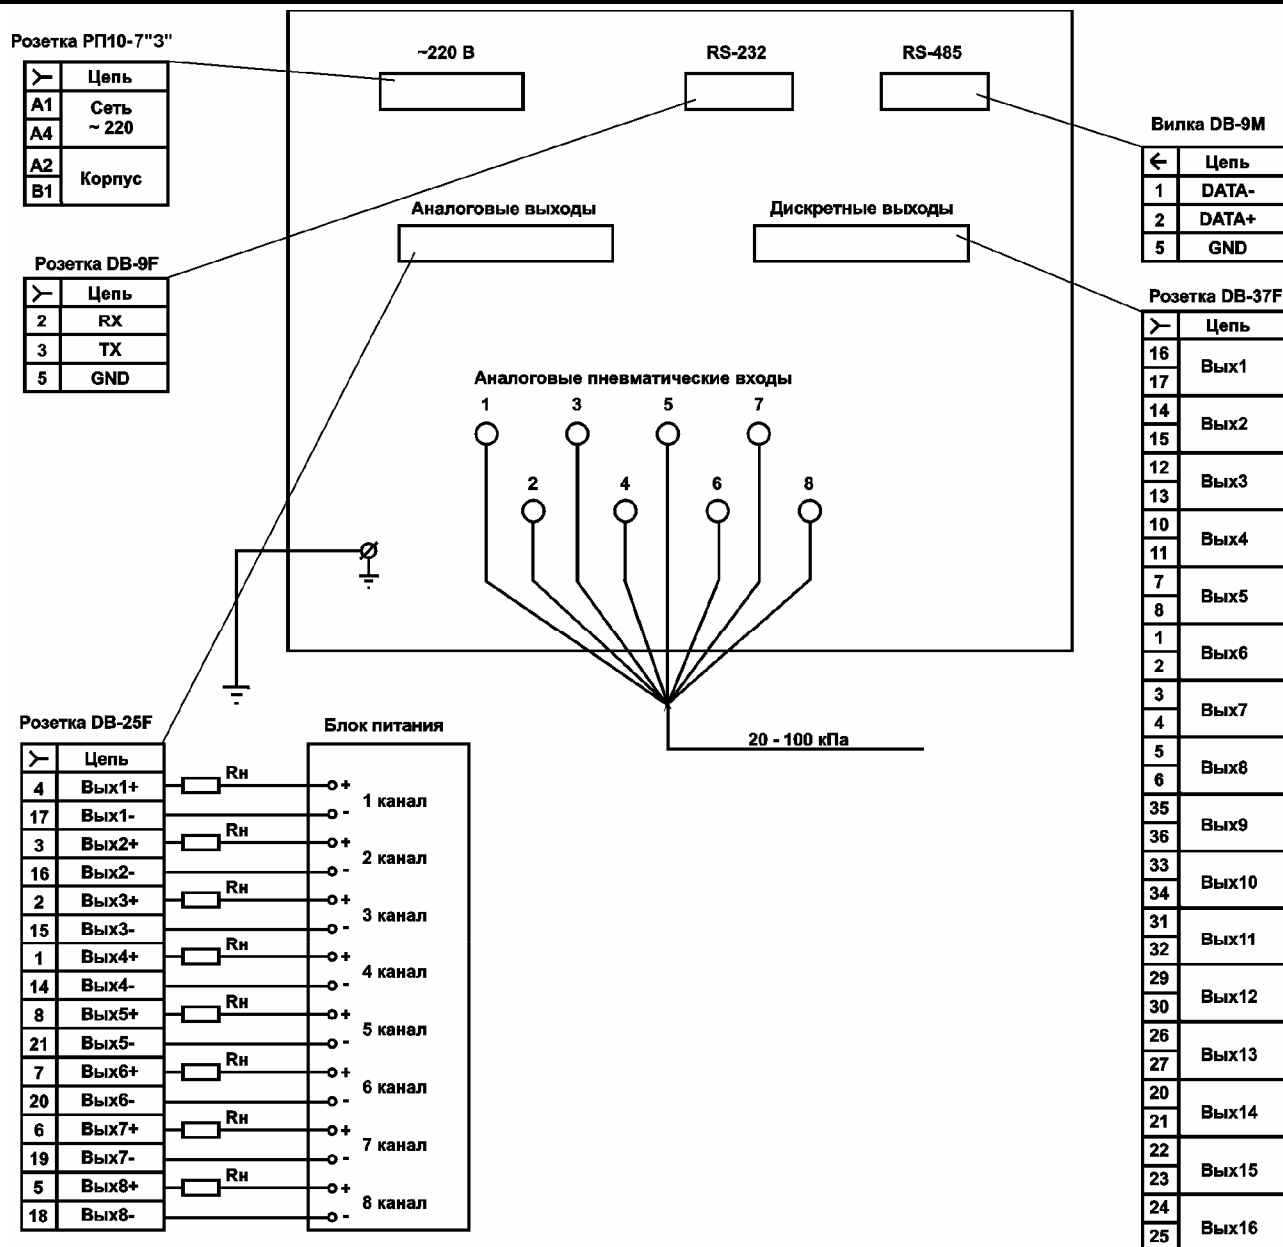 Розетка РП10-7"З"
Цепь
А1
Сеть
~ 220
А4
А2
Корпус
В1
~220 В
RS-232
RS-485
Вилка DB-9M
Цепь
1 DATA-
2 DATA+
5 GND
Аналоговые выходы
Дискретные выходы
Розетка DB-9F
Цепь
2 RX
3 TX
5 GND
Розетка DB-37F
Цепь
16
Вых1
17
14
Вых2
15
12
Вых3
13
10
Вых4
11
7
Вых5
8
1
Вых6
2
3
Вых7
4
5
Вых8
6
35
Вых9
36
33
Вых10
34
31
Вых11
32
29
Вых12
30
26
Вых13
27
20
Вых14
21
22
Вых15
23
24
Вых16
25
Аналоговые пневматические входы
1 3 5 7
2 4 6 8
20 - 100 кПа
Розетка DB-25F
Блок питания
Цепь
4 Вых1+ Rн +
1 канал
17 Вых1- -
3 Вых2+ Rн +
2 канал
16 Вых2- -
2 Вых3+ Rн +
3 канал
15 Вых3- -
1 Вых4+ Rн +
4 канал
14 Вых4- -
8 Вых5+ Rн +
5 канал
21 Вых5- -
7 Вых6+ Rн +
6 канал
20 Вых6- -
6 Вых7+ Rн +
7 канал
19 Вых7- -
5 Вых8+ Rн +
8 канал
18 Вых8- -